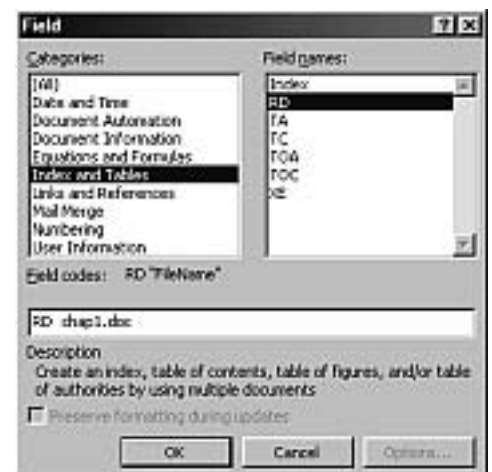 Field
Categories:
Field names:
(All)
Date and Time
Document Automation
Document Information
Equations and Formulas
Index and Tables
Links and References
Mail Merge
Numbering
User Information
Index
RD
TA
TC
TOA
TOC
XE
Field codes: RD "FileName"
RD chap1.doc
Description
Create an index, table of contents, table of figures, and/or table
of authorities by using multiple documents
Preserve formatting during updates
OK
Cancel
Options...